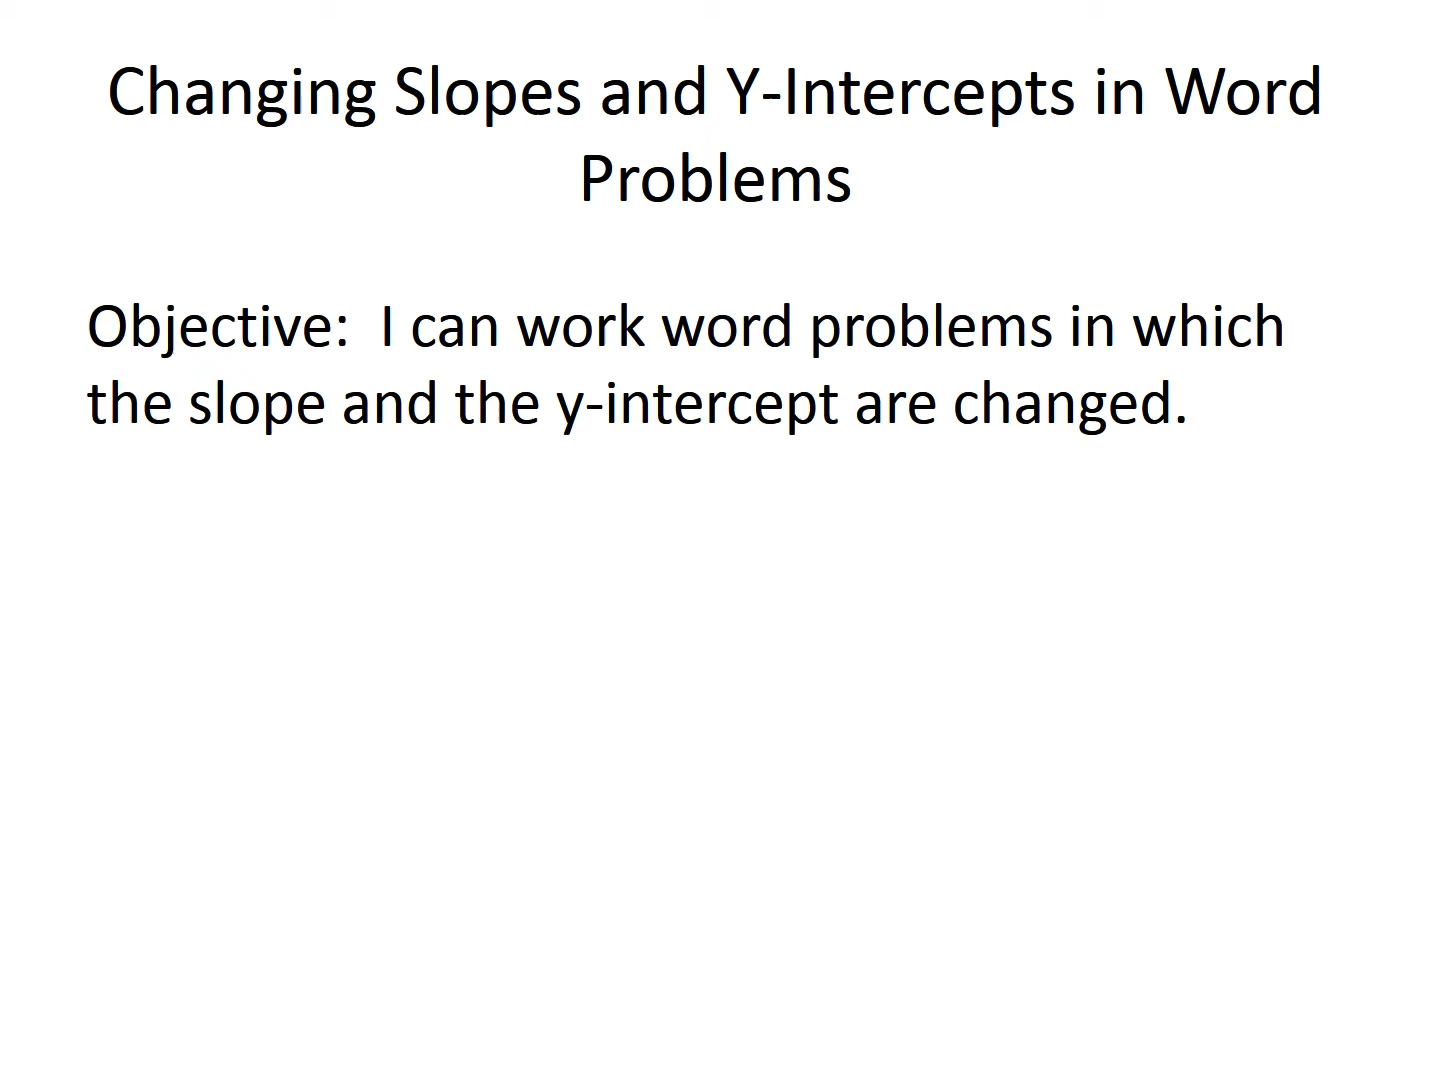 Changing Slopes and Y-Intercepts in Word
Problems
Objective:  I can work word problems in which
the slope and the y-intercept are changed.